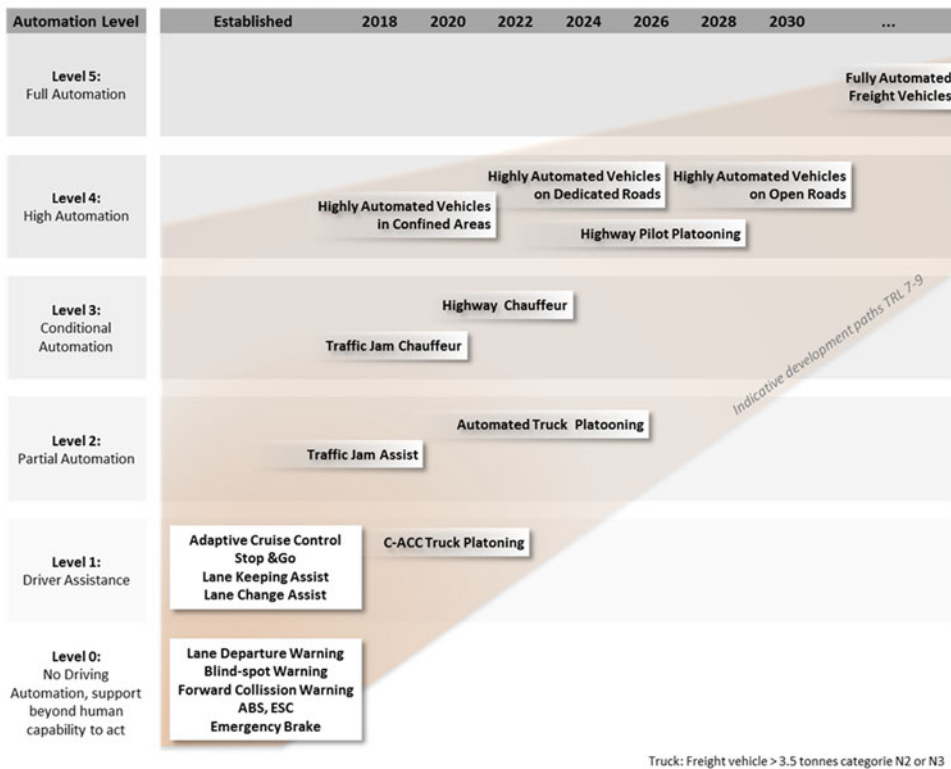 Automation Level
Established
2018
2020
2022
2024
2026
2028
2030
...
Level 5:
Full Automation
Fully Automated
Freight Vehicles
Level 4:
High Automation
Highly Automated Vehicles
in Confined Areas
Highly Automated Vehicles
on Dedicated Roads
Highly Automated Vehicles
on Open Roads
Highway Pilot Platooning
Level 3:
Conditional
Automation
Highway Chauffeur
Traffic Jam Chauffeur
Indicative development paths TRL 7-9
Level 2:
Partial Automation
Automated Truck Platooning
Traffic Jam Assist
Level 1:
Driver Assistance
Adaptive Cruise Control
Stop &Go
Lane Keeping Assist
Lane Change Assist
C-ACC Truck Platoning
Level 0:
No Driving
Automation, support
beyond human
capability to act
Lane Departure Warning
Blind-spot Warning
Forward Collission Warning
ABS, ESC
Emergency Brake
Truck: Freight vehicle > 3.5 tonnes categorie N2 or N3